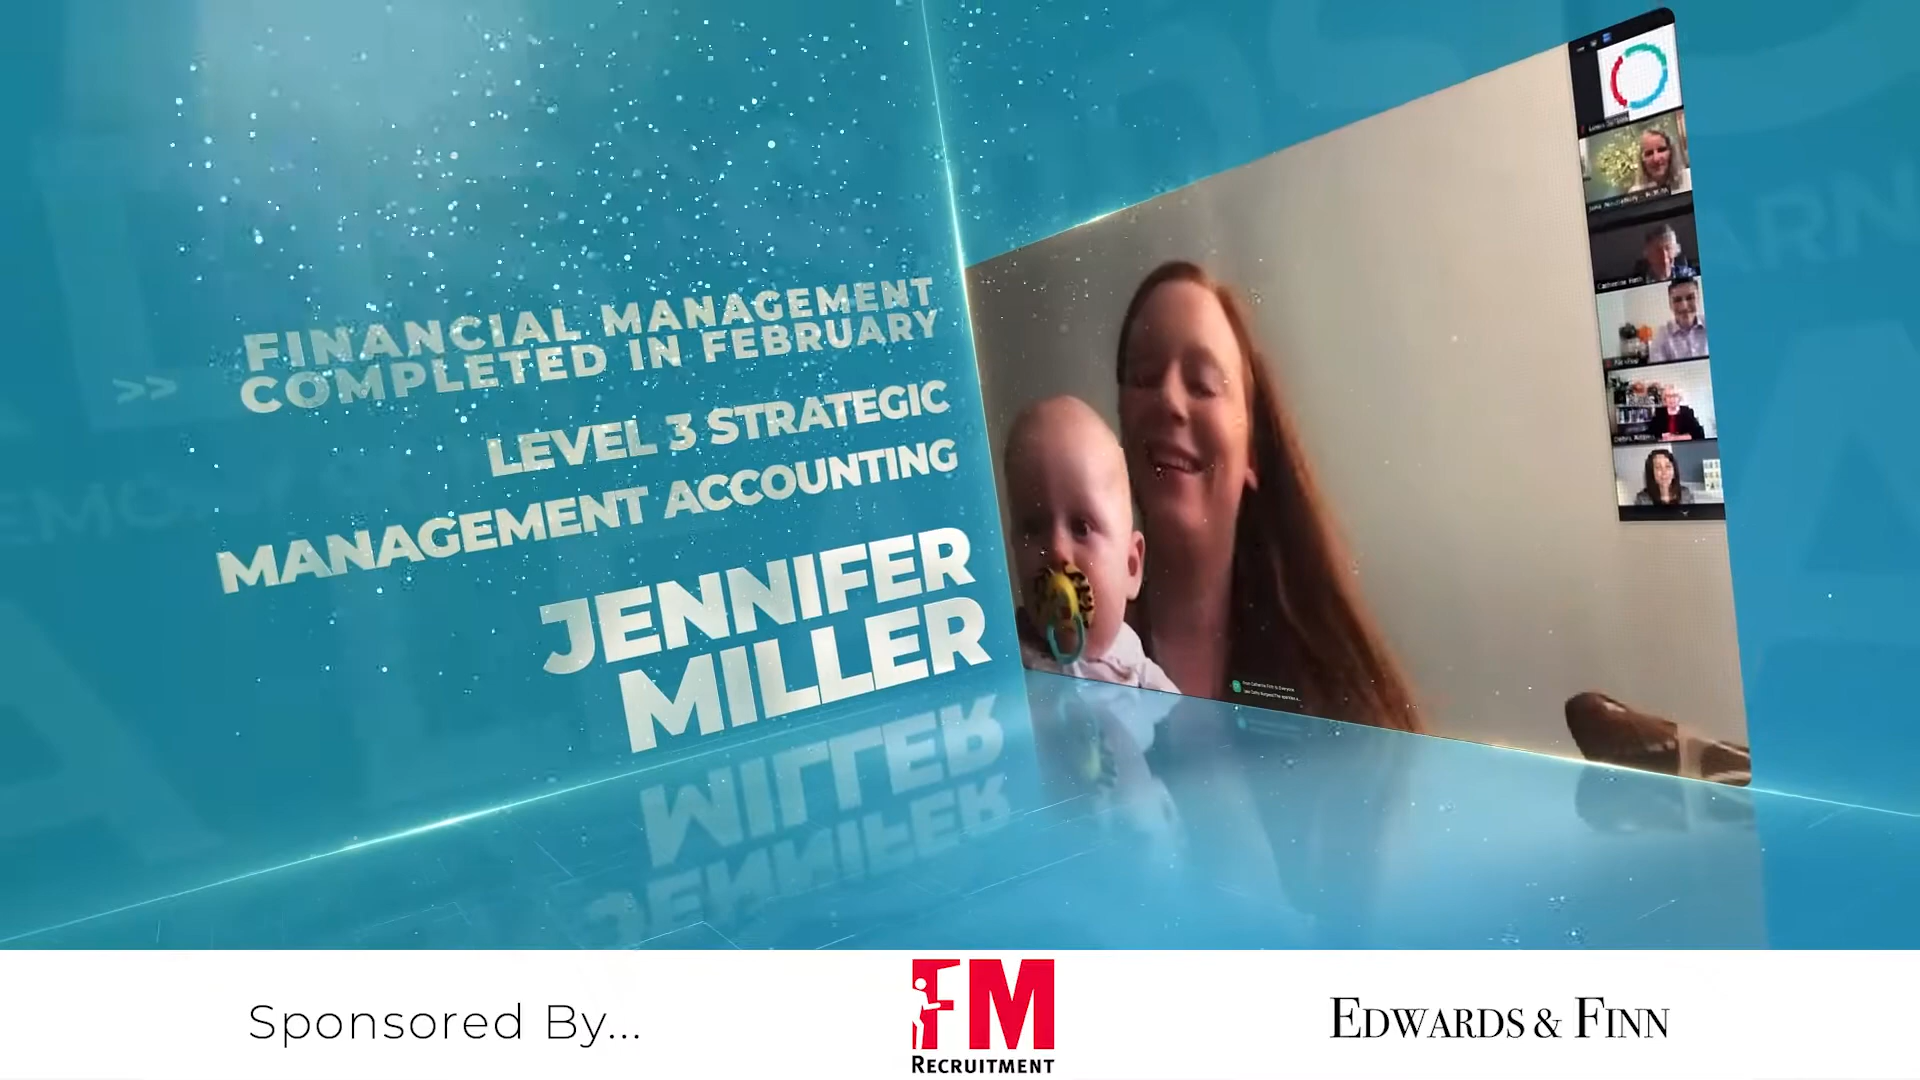 FINANCIAL MANAGEMENT
>> COMPLETED IN FEBRUARY
LEVEL 3 STRATEGIC
MANAGEMENT ACCOUNTING
JENNIFER
MILLER
Sponsored By...
FM
RECRUITMENT
EDWARDS & FINN